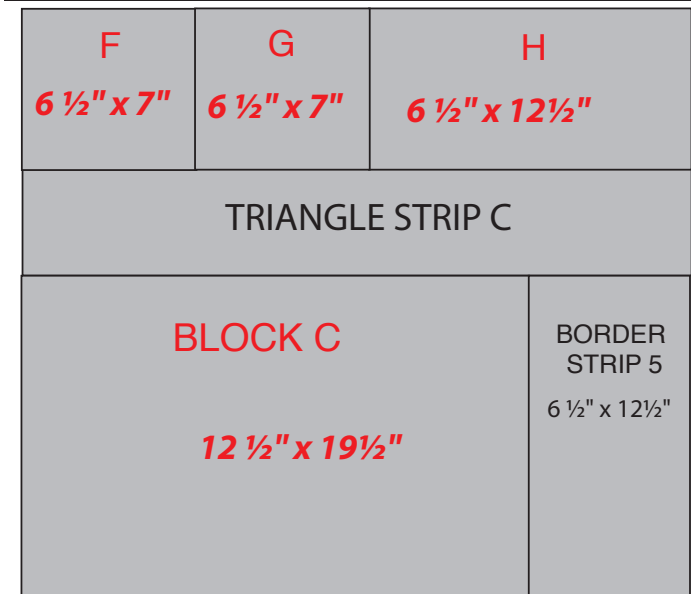 F
6 ½" x 7"
G
6 ½" x 7"
H
6 ½" x 12½"
TRIANGLE STRIP C
BLOCK C
12 ½" x 19½"
BORDER
STRIP 5
6 ½" x 12½"